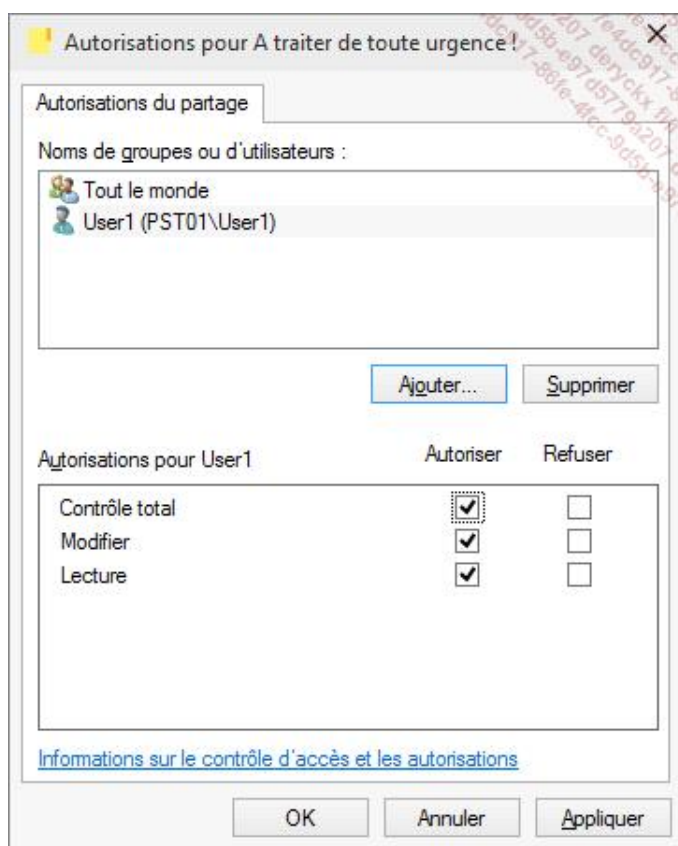 Autorisations pour A traiter de toute urgence !
Autorisations du partage
Noms de groupes ou d'utilisateurs :
Tout le monde
User1 (PST01\User1)
Ajouter...
Supprimer
Autorisations pour User1
Autoriser
Refuser
Contrôle total
Modifier
Lecture
Informations sur le contrôle d'accès et les autorisations
OK
Annuler
Appliquer